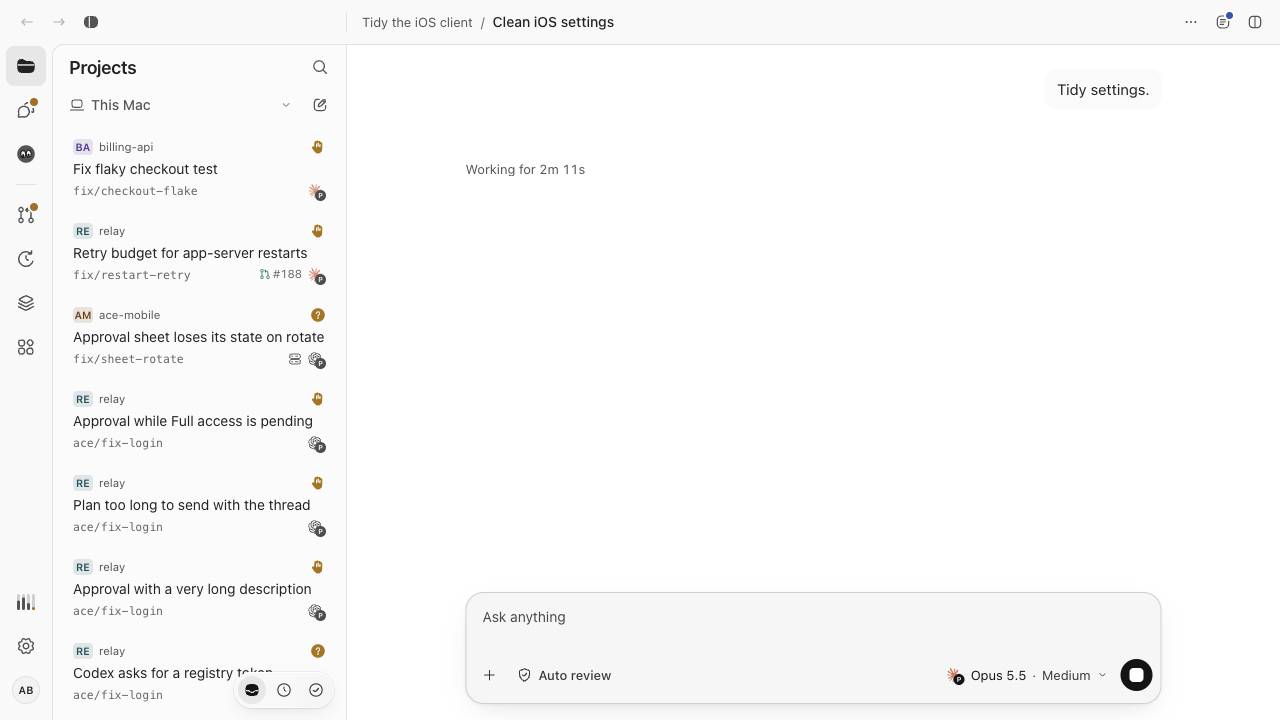 Tidy the iOS client / Clean iOS settings
Projects
This Mac
BA billing-api
Fix flaky checkout test
fix/checkout-flake
P
RE relay
Retry budget for app-server restarts
fix/restart-retry #188
P
AM ace-mobile ?
Approval sheet loses its state on rotate
fix/sheet-rotate
P
RE relay
Approval while Full access is pending
ace/fix-login
P
RE relay
Plan too long to send with the thread
ace/fix-login
P
RE relay
Approval with a very long description
ace/fix-login
P
RE relay ?
Codex asks for a registry token
ace/fix-login
AB
Tidy settings.
Working for 2m 11s
Ask anything
Auto review
P Opus 5.5 · Medium